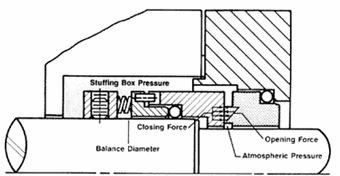 Stuffing Box Pressure
Closing Force
Opening Force
Balance Diameter
Atmospheric Pressure